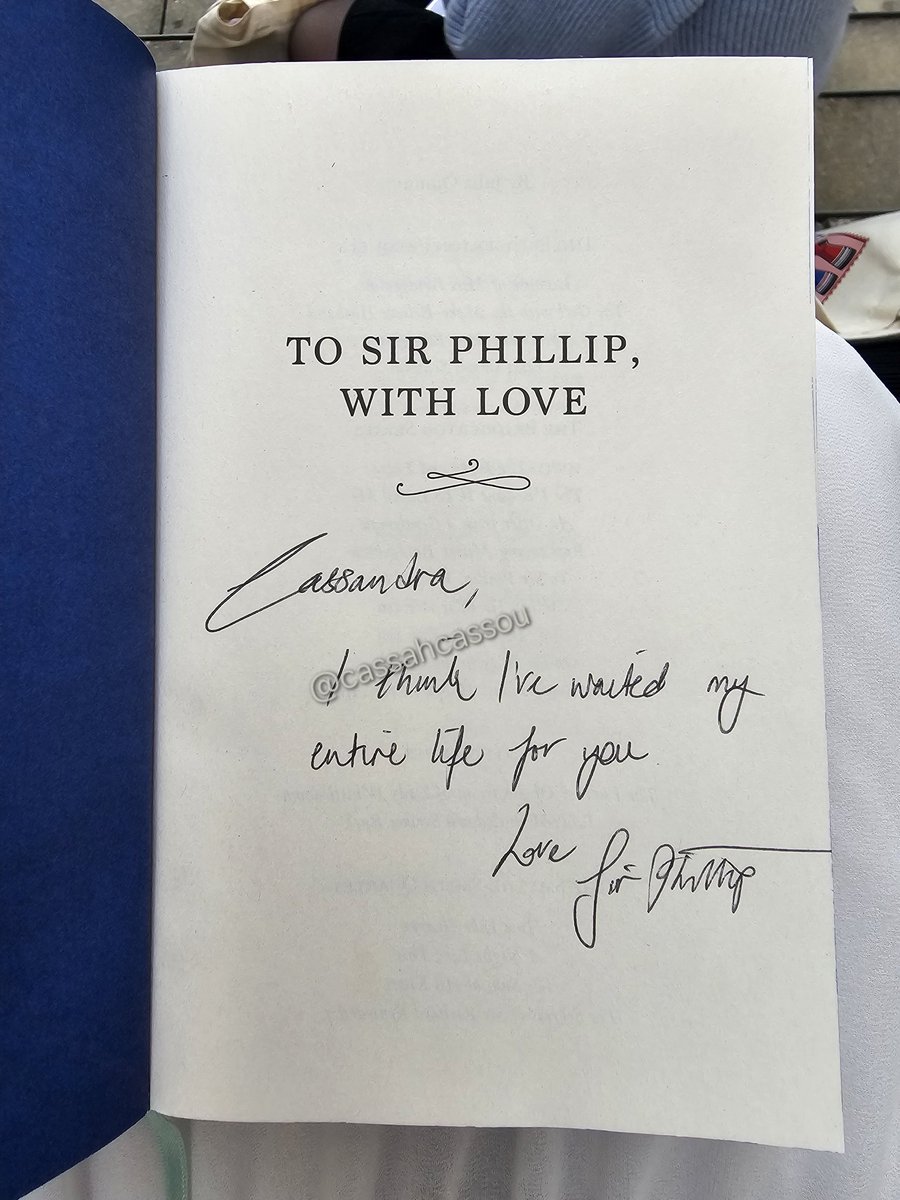 TO SIR PHILLIP,
WITH LOVE
Cassandra,
@cassahcassou
I think I've waited my
entire life for you
Love Sir Phillip